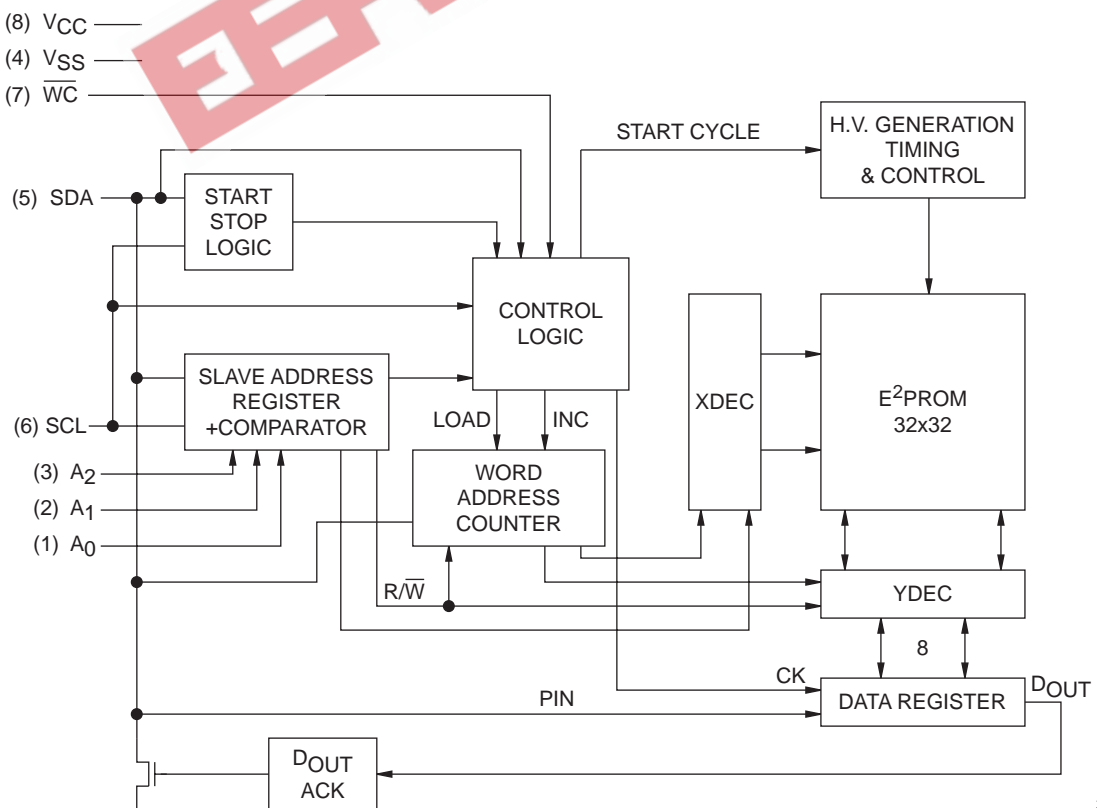 (8) VCC
(4) VSS
(7) W̅C̅
START CYCLE
H.V. GENERATION
TIMING
& CONTROL
(5) SDA
START
STOP
LOGIC
CONTROL
LOGIC
SLAVE ADDRESS
REGISTER
+COMPARATOR
XDEC
E²PROM
32x32
(6) SCL
LOAD
INC
(3) A2
(2) A1
(1) A0
WORD
ADDRESS
COUNTER
R/W̅
YDEC
8
CK
PIN
DATA REGISTER
DOUT
DOUT
ACK